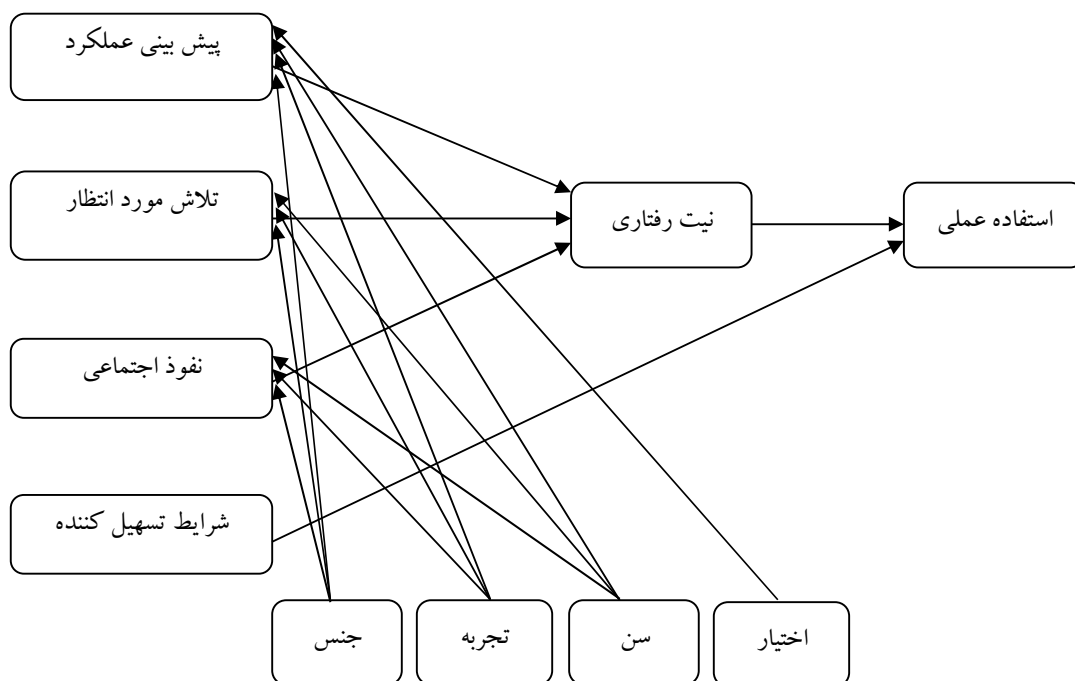 پیش بینی عملکرد
تلاش مورد انتظار
نیت رفتاری
استفاده عملی
نفوذ اجتماعی
شرایط تسهیل کننده
جنس
تجربه
سن
اختیار